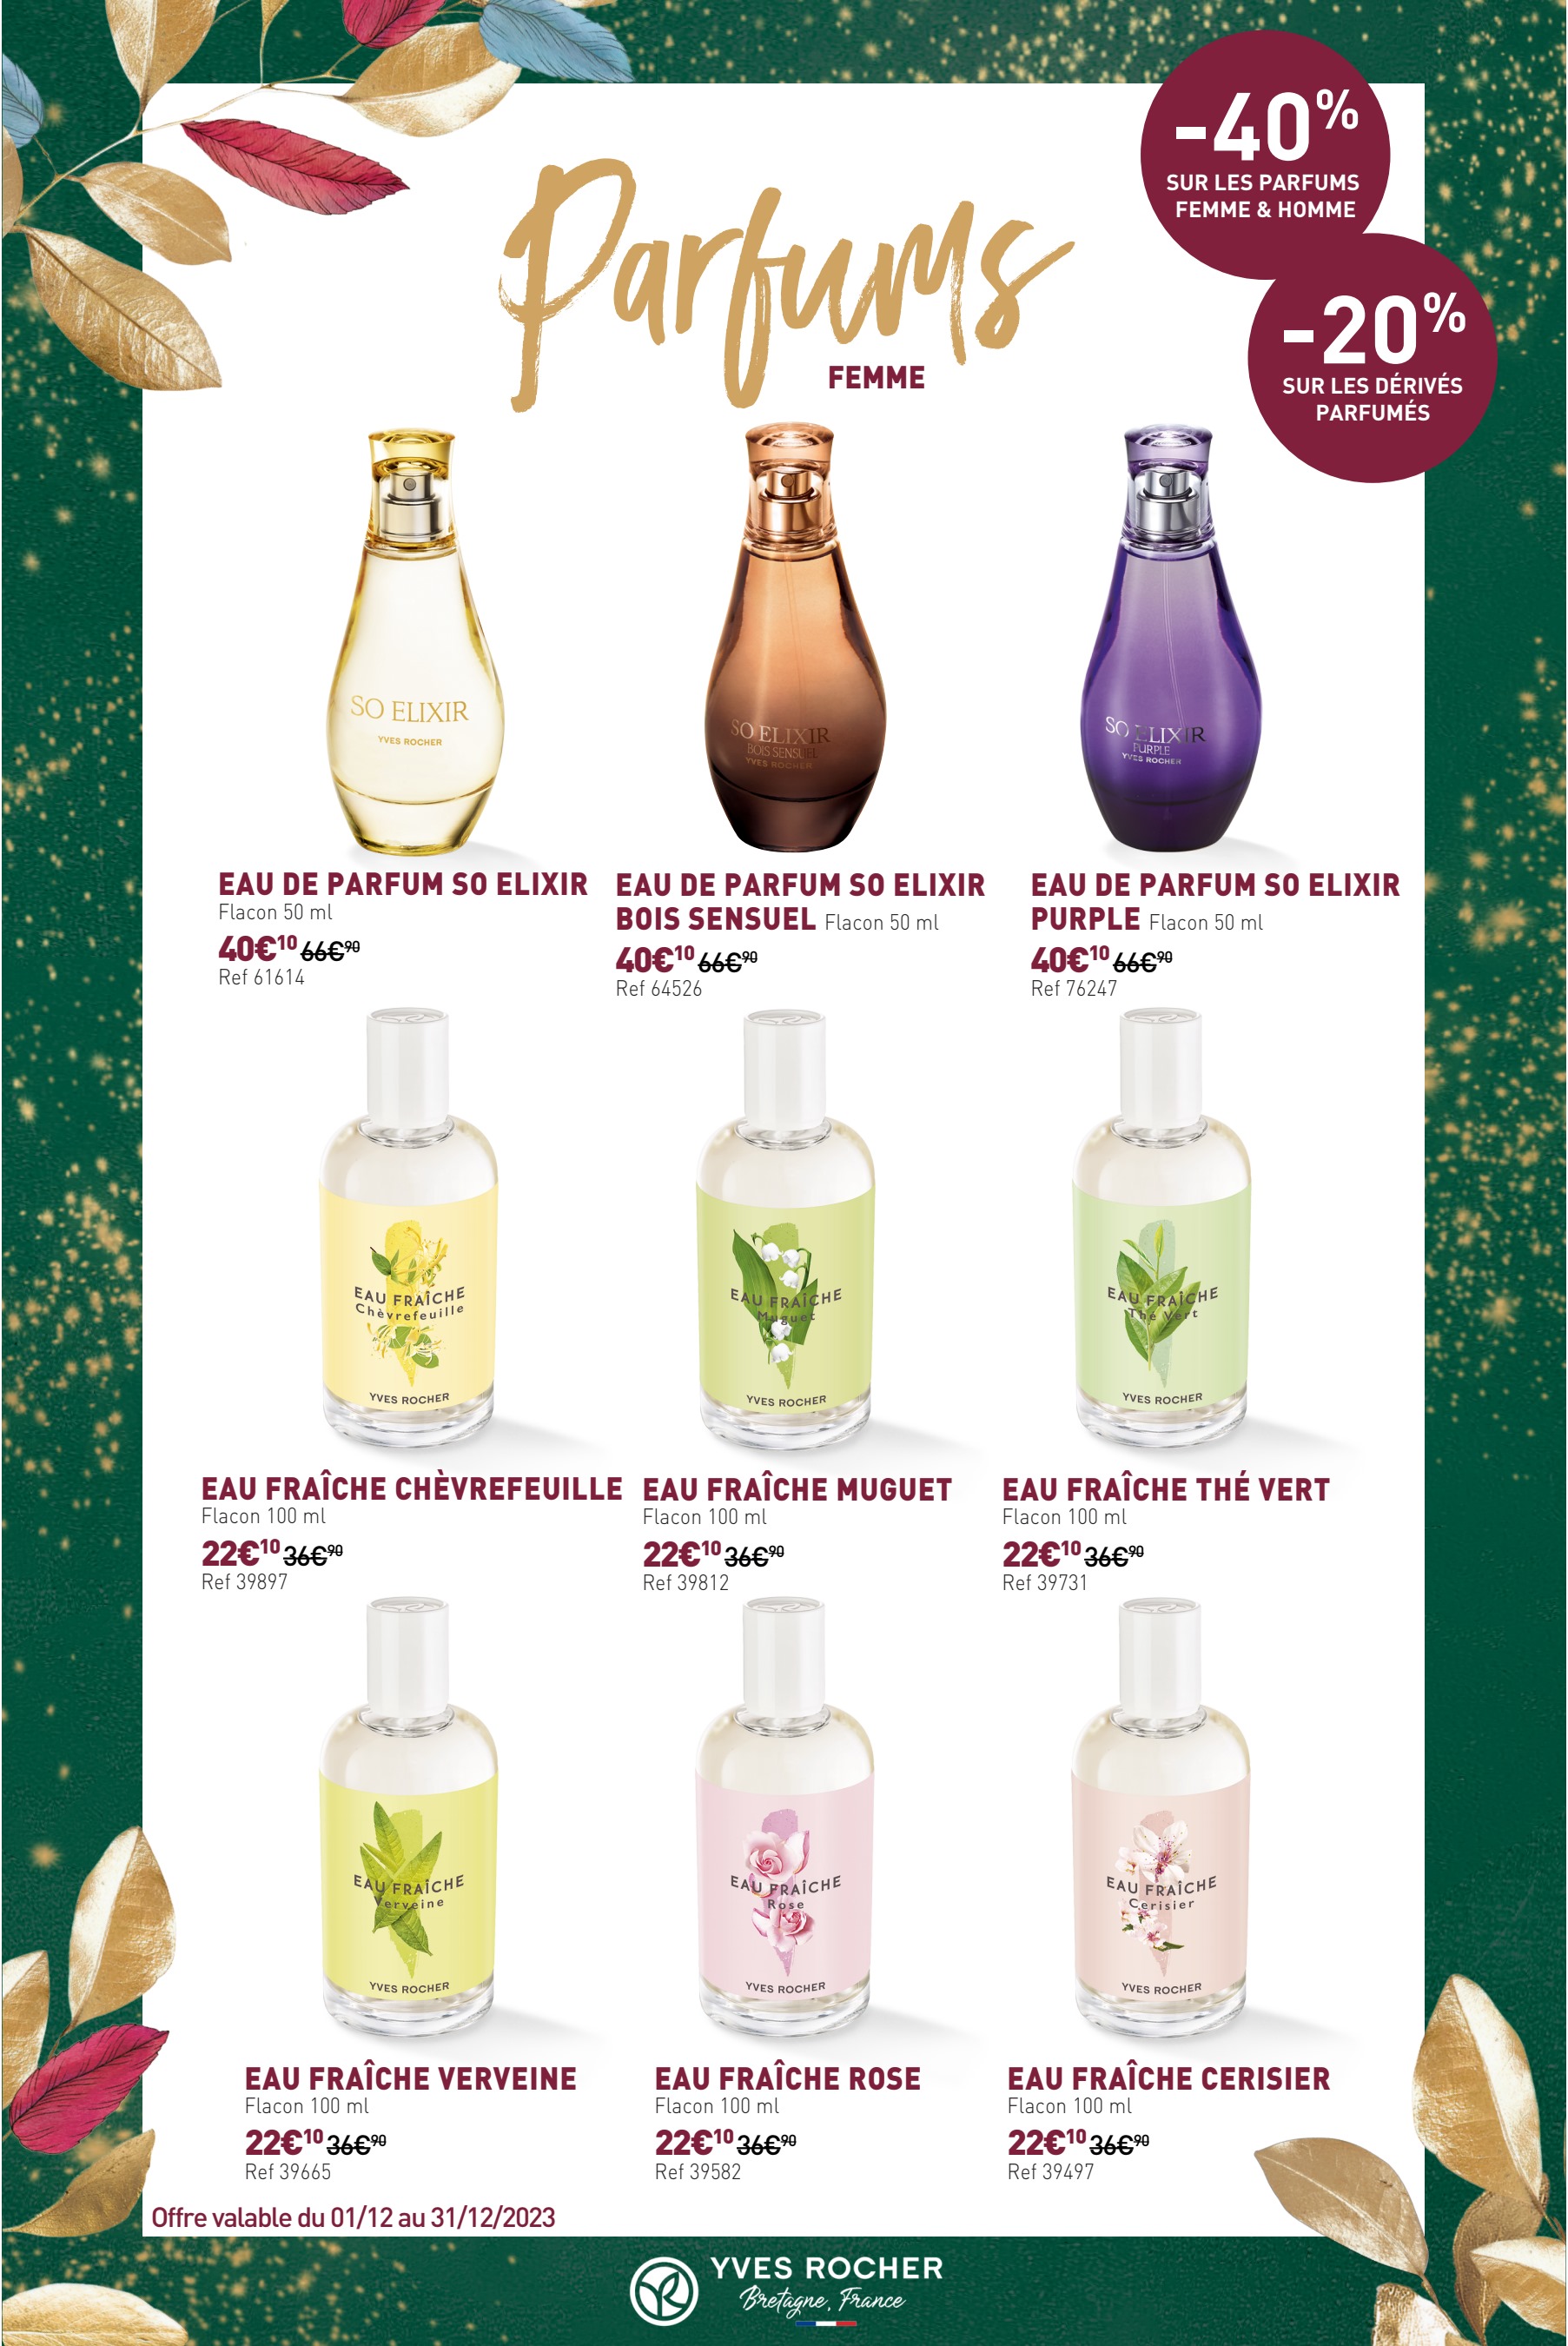 -40%
SUR LES PARFUMS
FEMME & HOMME
-20%
SUR LES DÉRIVÉS
PARFUMÉS
Parfums
FEMME
SO ELIXIR
YVES ROCHER
SO ELIXIR
BOIS SENSUEL
YVES ROCHER
SO ELIXIR
PURPLE
YVES ROCHER
EAU DE PARFUM SO ELIXIR
Flacon 50 ml
40€10 66€90
Ref 61614
EAU DE PARFUM SO ELIXIR
BOIS SENSUEL Flacon 50 ml
40€10 66€90
Ref 64526
EAU DE PARFUM SO ELIXIR
PURPLE Flacon 50 ml
40€10 66€90
Ref 76247
EAU FRAÎCHE
Chèvrefeuille
YVES ROCHER
EAU FRAÎCHE
Muguet
YVES ROCHER
EAU FRAÎCHE
Thé Vert
YVES ROCHER
EAU FRAÎCHE CHÈVREFEUILLE
Flacon 100 ml
22€10 36€90
Ref 39897
EAU FRAÎCHE MUGUET
Flacon 100 ml
22€10 36€90
Ref 39812
EAU FRAÎCHE THÉ VERT
Flacon 100 ml
22€10 36€90
Ref 39731
EAU FRAÎCHE
Verveine
YVES ROCHER
EAU FRAÎCHE
Rose
YVES ROCHER
EAU FRAÎCHE
Cerisier
YVES ROCHER
EAU FRAÎCHE VERVEINE
Flacon 100 ml
22€10 36€90
Ref 39665
EAU FRAÎCHE ROSE
Flacon 100 ml
22€10 36€90
Ref 39582
EAU FRAÎCHE CERISIER
Flacon 100 ml
22€10 36€90
Ref 39497
Offre valable du 01/12 au 31/12/2023
YVES ROCHER
Bretagne, France